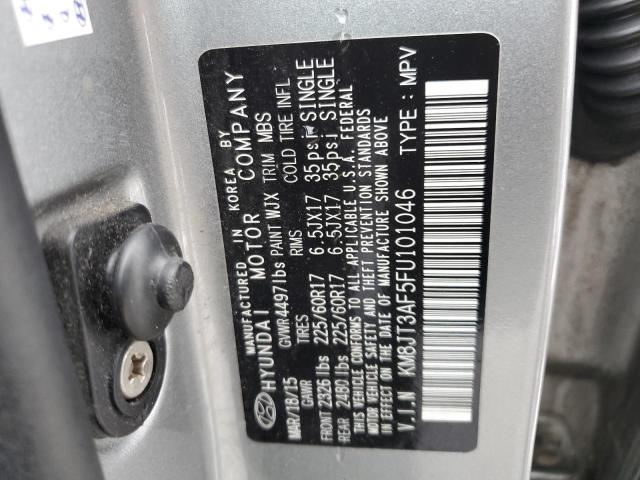 MANUFACTURED IN KOREA BY
HYUNDAI MOTOR COMPANY
MAR/18/15 GVWR 4497 lbs PAINT WJX TRIM MBS
GAWR TIRES RIMS COLD TIRE INFL
FRONT 2326 lbs 225/60R17 6.5JX17 35psi SINGLE
REAR 2480 lbs 225/60R17 6.5JX17 35psi SINGLE
THIS VEHICLE CONFORMS TO ALL APPLICABLE U.S.A. FEDERAL
MOTOR VEHICLE SAFETY AND THEFT PREVENTION STANDARDS
IN EFFECT ON THE DATE OF MANUFACTURE SHOWN ABOVE
V.I.N KM8JT3AF5FU101046 TYPE : MPV